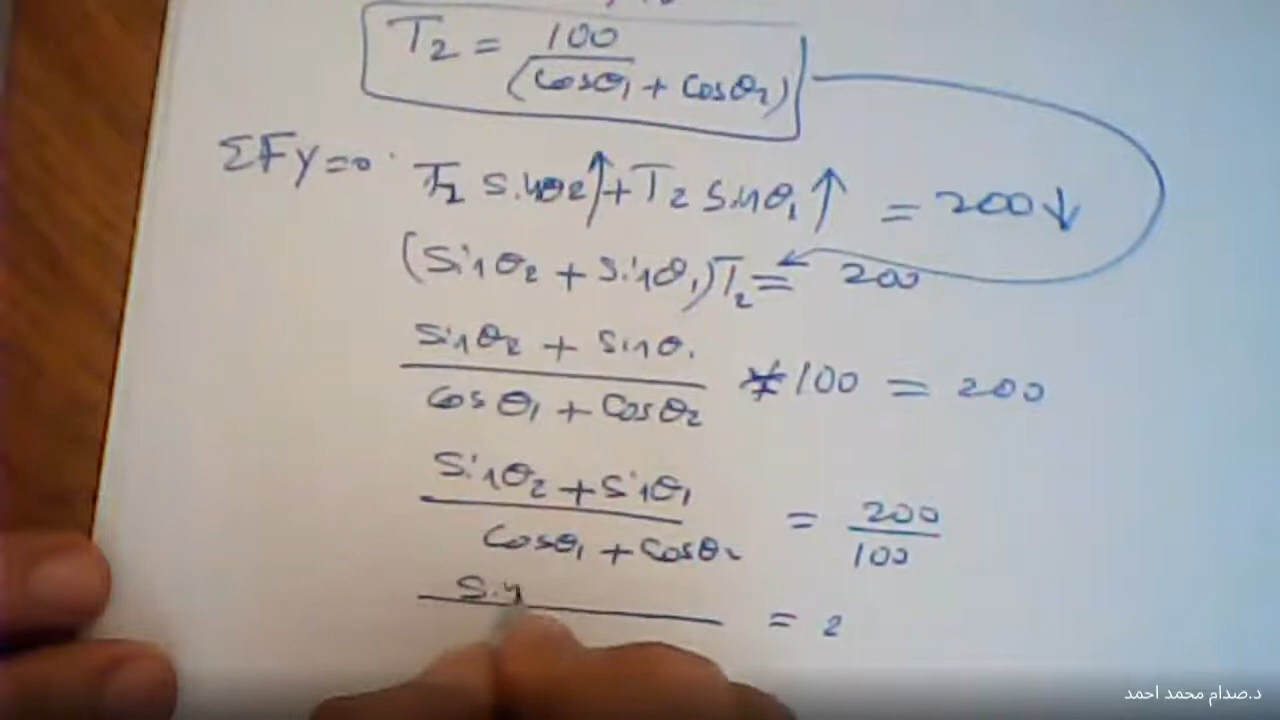 T₂ = 100 / (cosθ₁ + cosθ₂)
ΣFy=0 T₂ sinθ₂↑ + T₂ sinθ₁↑ = 200↓
(sinθ₂ + sinθ₁)T₂ = 200
sinθ₂ + sinθ₁ / cosθ₁ + cosθ₂ * 100 = 200
sinθ₂ + sinθ₁ / cosθ₁ + cosθ₂ = 200 / 100
sin = 2
د.صدام محمد احمد